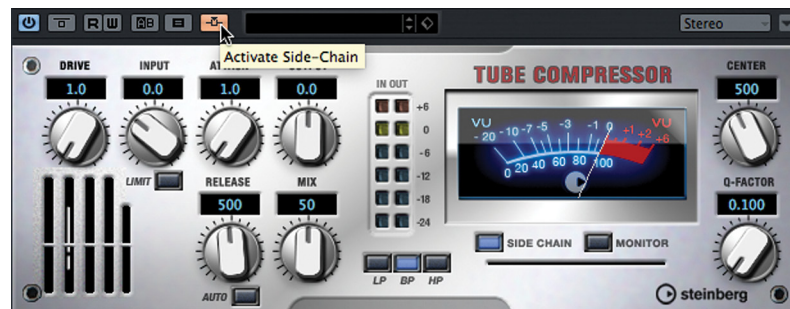 R W AB Stereo
Activate Side-Chain
DRIVE INPUT
1.0 0.0 1.0 0.0
IN OUT
+6
0
-6
-12
-18
-24
TUBE COMPRESSOR
VU VU
-20 -10 -7 -5 -3 -1 0 +1 +2 +6
0 20 40 60 80 100
CENTER
500
LIMIT
RELEASE MIX
500 50
AUTO
LP BP HP
SIDE CHAIN MONITOR
Q-FACTOR
0.100
steinberg